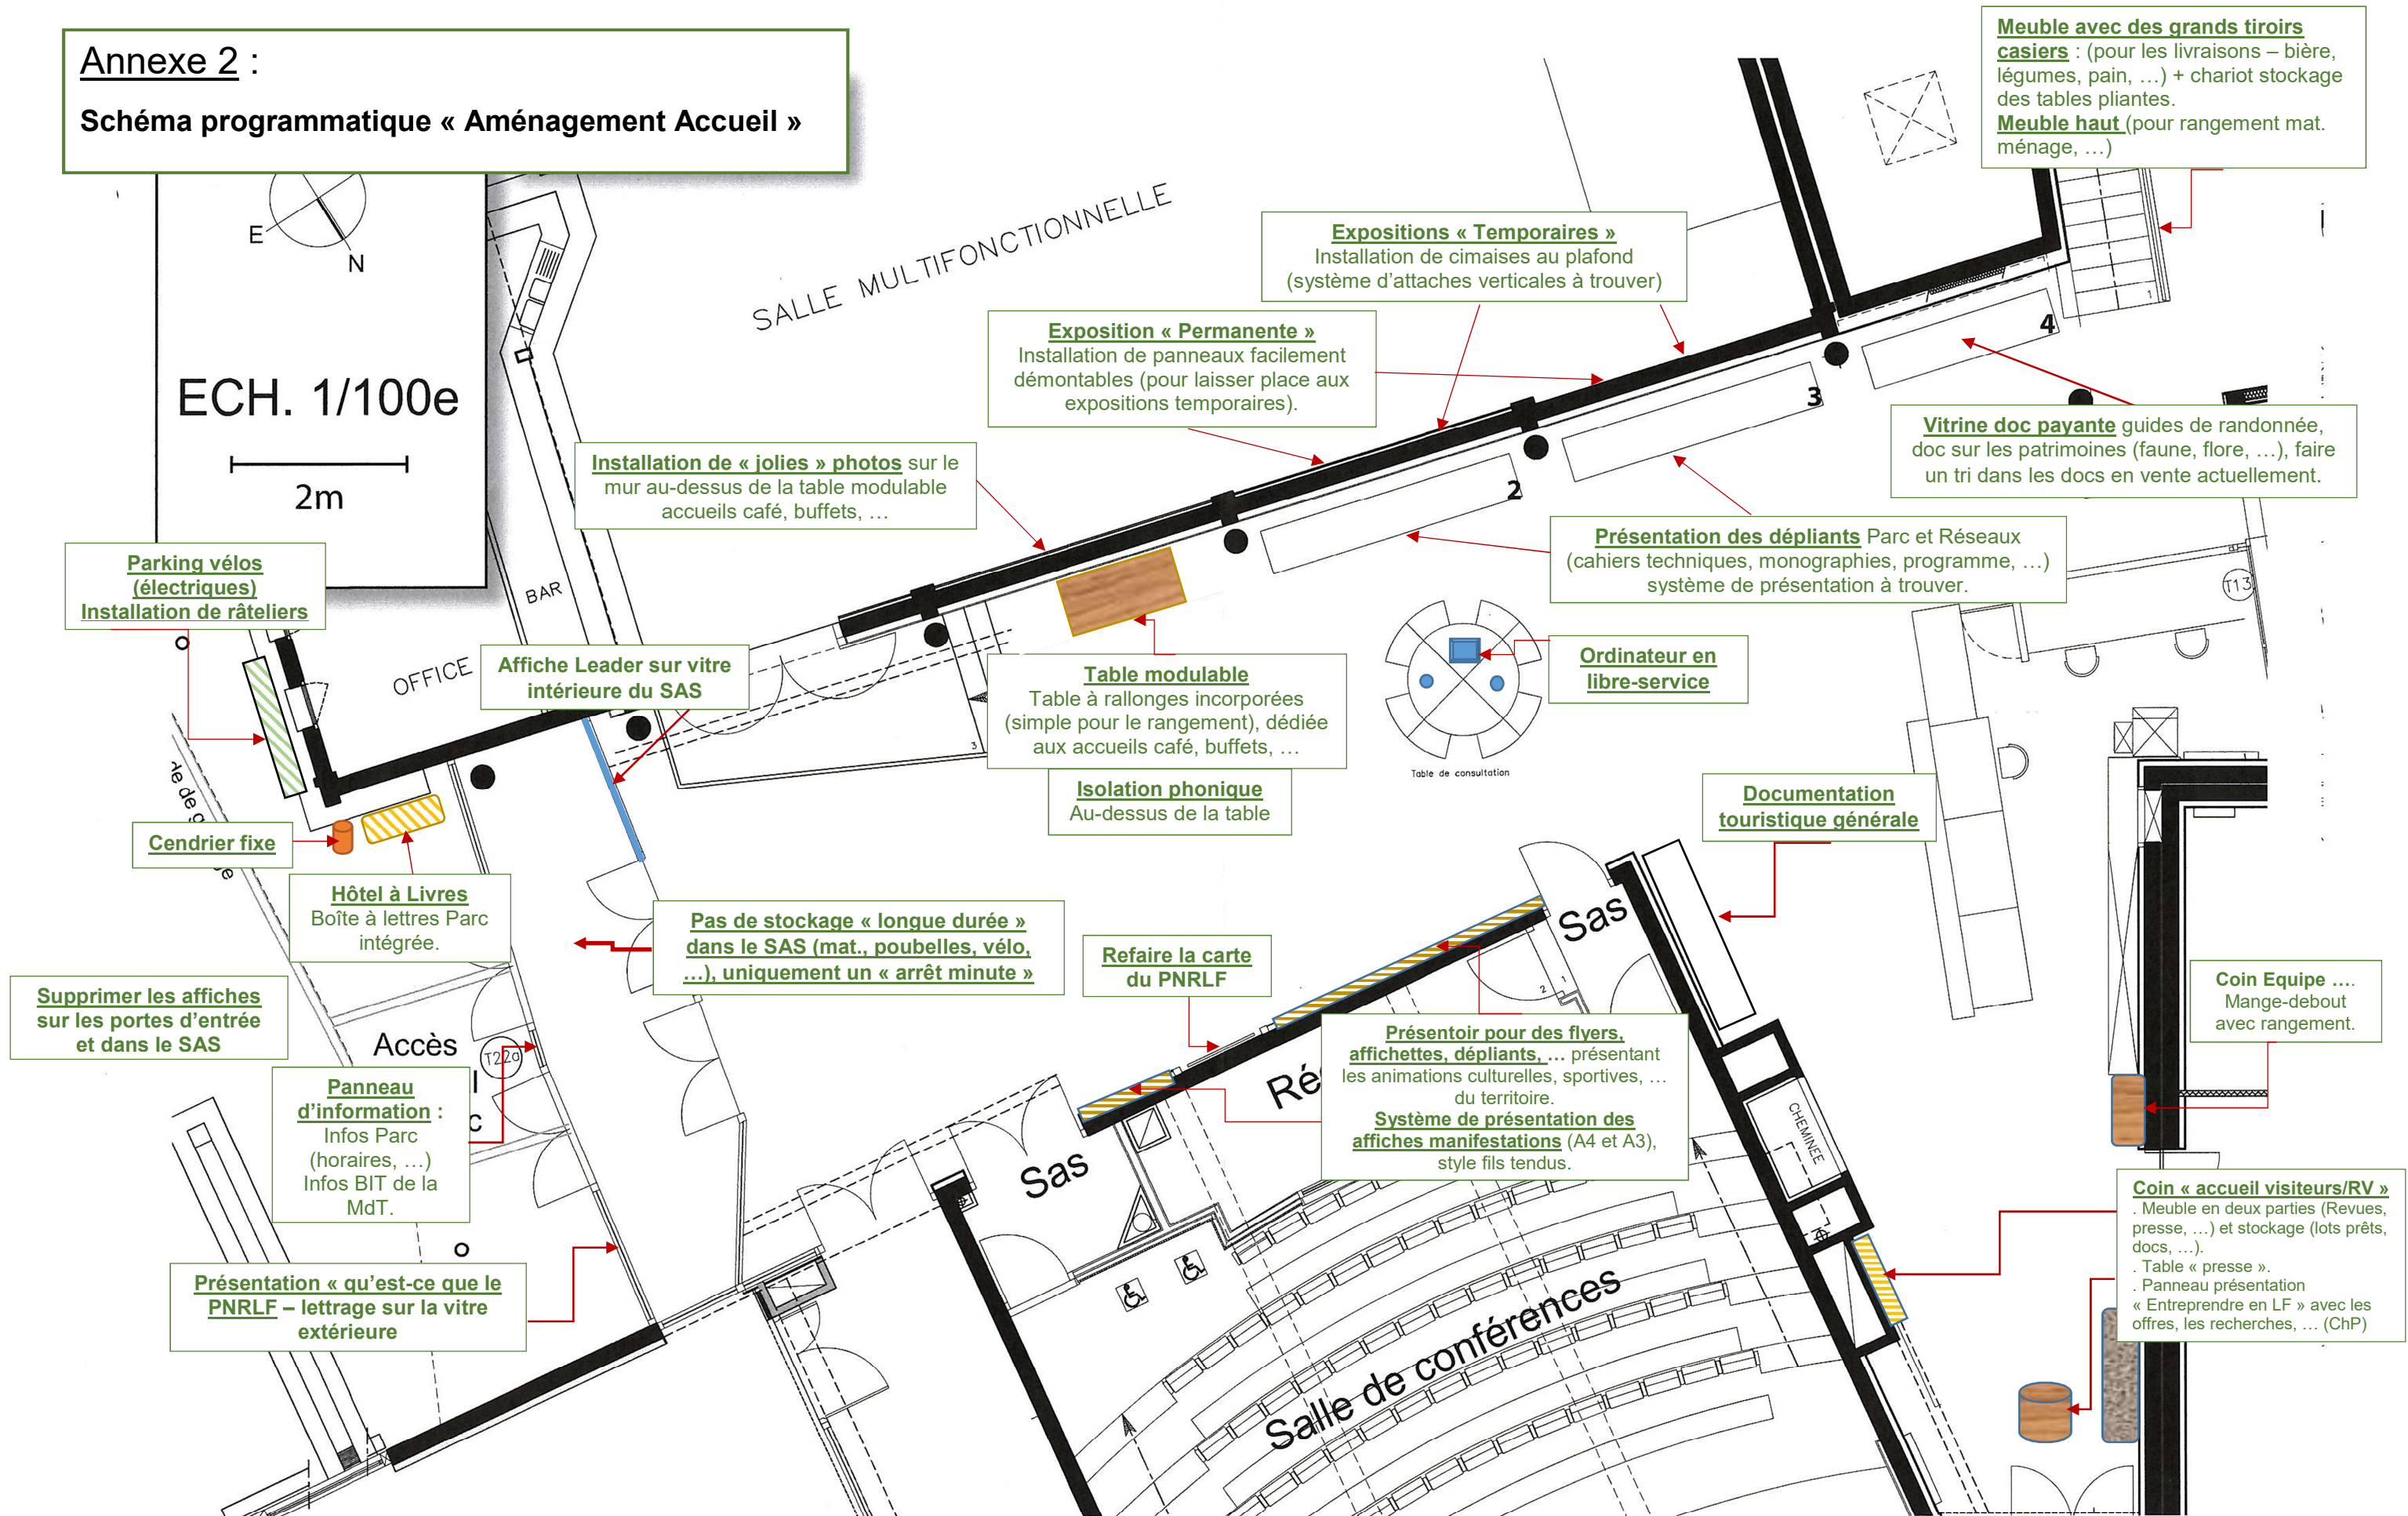 Annexe 2 :
Schéma programmatique « Aménagement Accueil »
Meuble avec des grands tiroirs
casiers : (pour les livraisons – bière,
légumes, pain, …) + chariot stockage
des tables pliantes.
Meuble haut (pour rangement mat.
ménage, …)
E
N
ECH. 1/100e
2m
SALLE MULTIFONCTIONNELLE
Expositions « Temporaires »
Installation de cimaises au plafond
(système d’attaches verticales à trouver)
Exposition « Permanente »
Installation de panneaux facilement
démontables (pour laisser place aux
expositions temporaires).
1
4
3
2
Vitrine doc payante guides de randonnée,
doc sur les patrimoines (faune, flore, …), faire
un tri dans les docs en vente actuellement.
Installation de « jolies » photos sur le
mur au-dessus de la table modulable
accueils café, buffets, …
Présentation des dépliants Parc et Réseaux
(cahiers techniques, monographies, programme, …)
système de présentation à trouver.
Parking vélos
(électriques)
Installation de râteliers
BAR
OFFICE
T13
Affiche Leader sur vitre
intérieure du SAS
Table modulable
Table à rallonges incorporées
(simple pour le rangement), dédiée
aux accueils café, buffets, …
Ordinateur en
libre-service
3
Table de consultation
Isolation phonique
Au-dessus de la table
Documentation
touristique générale
Cendrier fixe
Hôtel à Livres
Boîte à lettres Parc
intégrée.
Pas de stockage « longue durée »
dans le SAS (mat., poubelles, vélo,
…), uniquement un « arrêt minute »
Sas
Refaire la carte
du PNRLF
Supprimer les affiches
sur les portes d’entrée
et dans le SAS
Coin Equipe ….
Mange-debout
avec rangement.
2
1
Accès
T22a
Présentoir pour des flyers,
affichettes, dépliants, … présentant
les animations culturelles, sportives, …
du territoire.
Système de présentation des
affiches manifestations (A4 et A3),
style fils tendus.
Ré
Panneau
d’information :
Infos Parc
(horaires, …)
Infos BIT de la
MdT.
CHEMINEE
Sas
Coin « accueil visiteurs/RV »
. Meuble en deux parties (Revues,
presse, …) et stockage (lots prêts,
docs, …).
. Table « presse ».
. Panneau présentation
« Entreprendre en LF » avec les
offres, les recherches, … (ChP)
Présentation « qu’est-ce que le
PNRLF – lettrage sur la vitre
extérieure
Salle de conférences